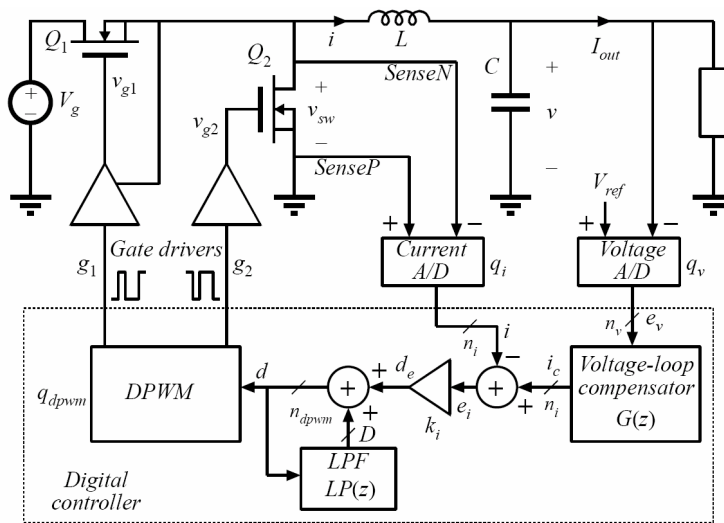 Q1
Q2
i
L
Iout
vg1
SenseN
C
+
Vg
+
−
vg2
+
vsw
−
+
v
−
SenseP
Vref
+
−
+
−
Gate drivers
g1
g2
Current
A/D
qi
Voltage
A/D
qv
ni
i
nv
ev
−
qdpwm
DPWM
d
ndpwm
+
+
+
D
de
ki
ei
+
+
ic
ni
Voltage-loop
compensator
G(z)
LPF
LP(z)
Digital
controller